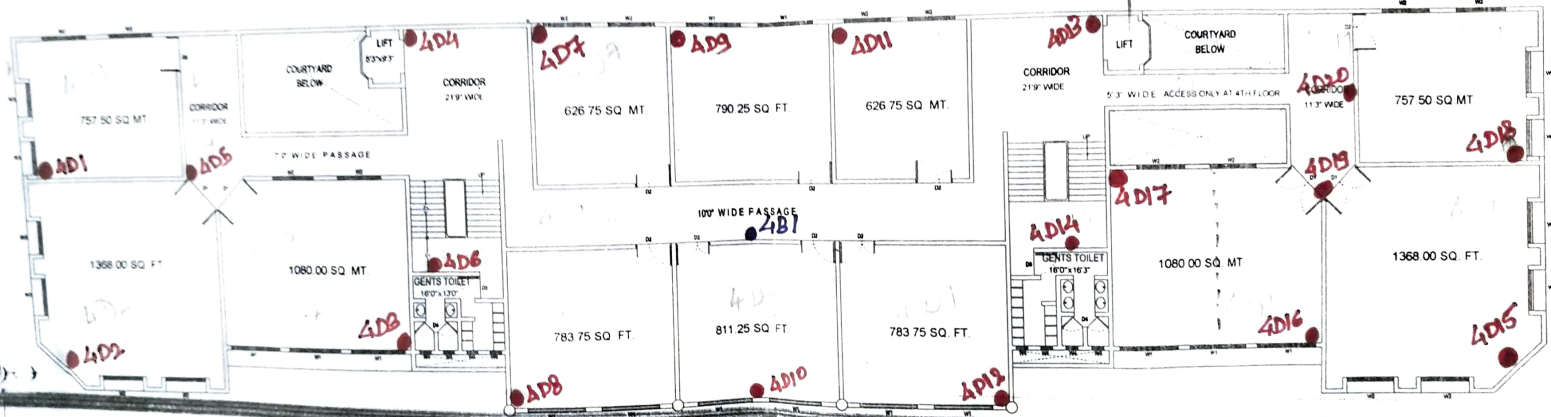 4D4
LIFT
5'3"x9'3"
COURTYARD
BELOW
CORRIDOR
21'9" WIDE
4D7
4D9
4D11
4D13
LIFT
COURTYARD
BELOW
757.50 SQ MT
CORRIDOR
11'3" WIDE
626.75 SQ MT.
790.25 SQ FT.
626.75 SQ MT.
CORRIDOR
21'9" WIDE
5'3" WIDE ACCESS ONLY AT 4TH FLOOR
4D20
CORRIDOR
11'3" WIDE
757.50 SQ MT
4D1
4D5
7'0" WIDE PASSAGE
4D17
4D19
4D18
10'0" WIDE PASSAGE
4B1
1368.00 SQ FT
1080.00 SQ MT.
4D6
GENTS TOILET
16'0"x13'0"
4D14
GENTS TOILET
16'0"x16'3"
1080.00 SQ MT
1368.00 SQ. FT.
783.75 SQ FT.
811.25 SQ FT.
783.75 SQ FT.
4D2
4D3
4D8
4D10
4D12
4D16
4D15